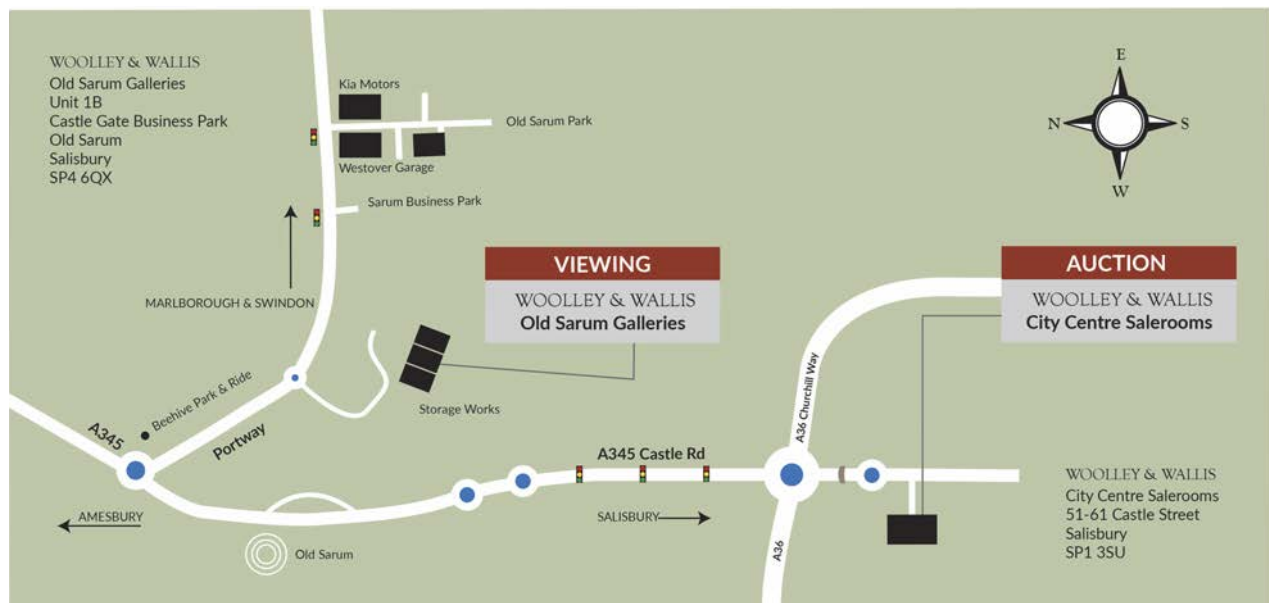 WOOLLEY & WALLIS
Old Sarum Galleries
Unit 1B
Castle Gate Business Park
Old Sarum
Salisbury
SP4 6QX
Kia Motors
Old Sarum Park
Westover Garage
Sarum Business Park
MARLBOROUGH & SWINDON
E
N
S
W
VIEWING
WOOLLEY & WALLIS
Old Sarum Galleries
AUCTION
WOOLLEY & WALLIS
City Centre Salerooms
Beehive Park & Ride
A345
Portway
Storage Works
A36 Churchill Way
A345 Castle Rd
AMESBURY
SALISBURY
Old Sarum
A36
WOOLLEY & WALLIS
City Centre Salerooms
51-61 Castle Street
Salisbury
SP1 3SU